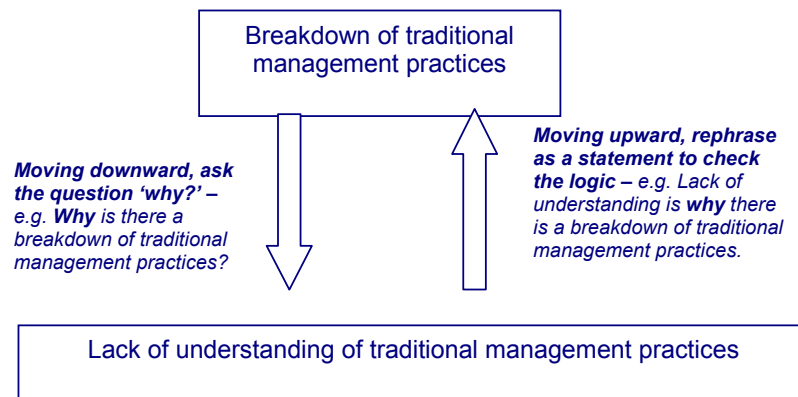 Breakdown of traditional
management practices
Moving downward, ask
the question ‘why?’ –
e.g. Why is there a
breakdown of traditional
management practices?
Moving upward, rephrase
as a statement to check
the logic – e.g. Lack of
understanding is why there
is a breakdown of traditional
management practices.
Lack of understanding of traditional management practices